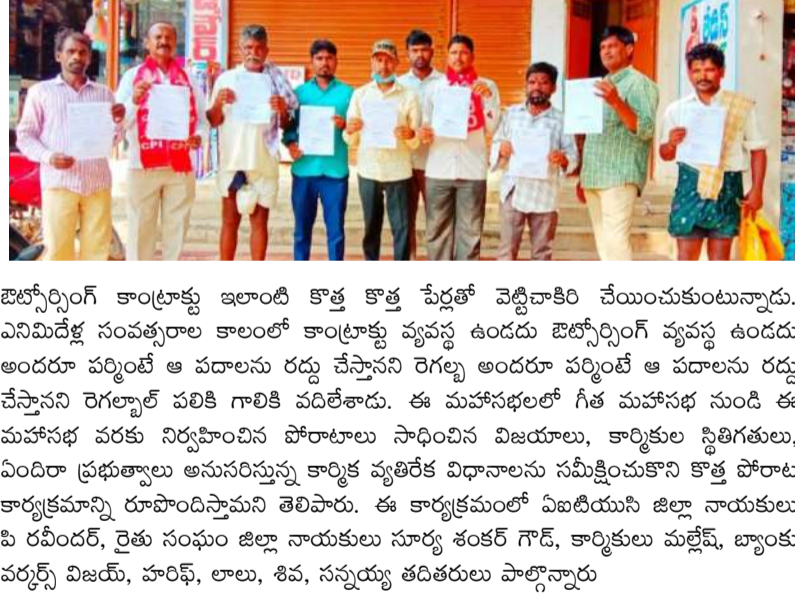 CPI
ఔట్సోర్సింగ్ కాంట్రాక్టు ఇలాంటి కొత్త కొత్త పేర్లతో వెట్టిచాకిరి చేయించుకుంటున్నాడు.
ఎనిమిదేళ్ల సంవత్సరాల కాలంలో కాంట్రాక్టు వ్యవస్థ ఉండదు ఔట్సోర్సింగ్ వ్యవస్థ ఉండదు
అందరూ పర్మింటే ఆ పదాలను రద్దు చేస్తానని రెగల్బ అందరూ పర్మింటే ఆ పదాలను రద్దు
చేస్తానని రెగల్బాల్ పలికి గాలికి వదిలేశాడు. ఈ మహాసభలలో గీత మహాసభ నుండి ఈ
మహాసభ వరకు నిర్వహించిన పోరాటాలు సాధించిన విజయాలు, కార్మికుల స్థితిగతులు,
ఏందిరా ప్రభుత్వాలు అనుసరిస్తున్న కార్మిక వ్యతిరేక విధానాలను సమీక్షించుకొని కొత్త పోరాట
కార్యక్రమాన్ని రూపొందిస్తామని తెలిపారు. ఈ కార్యక్రమంలో ఏఐటియుసి జిల్లా నాయకులు
పి రవీందర్, రైతు సంఘం జిల్లా నాయకులు సూర్య శంకర్ గౌడ్, కార్మికులు మల్లేష్, బ్యాంకు
వర్కర్స్ విజయ్, హరిఫ్, లాలు, శివ, సన్నయ్య తదితరులు పాల్గొన్నారు